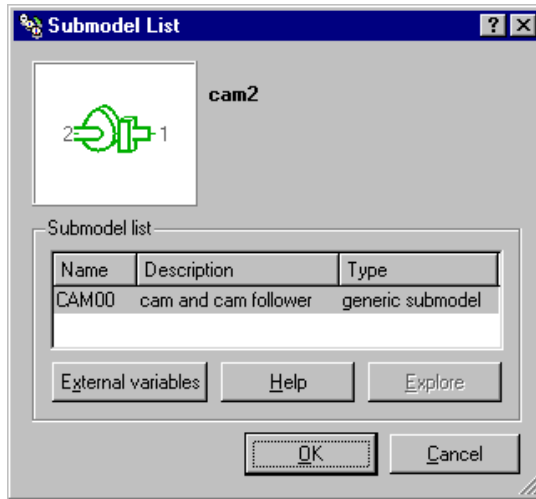 Submodel List
cam2
2 1
Submodel list
Name Description Type
CAM00 cam and cam follower generic submodel
External variables Help Explore
OK Cancel